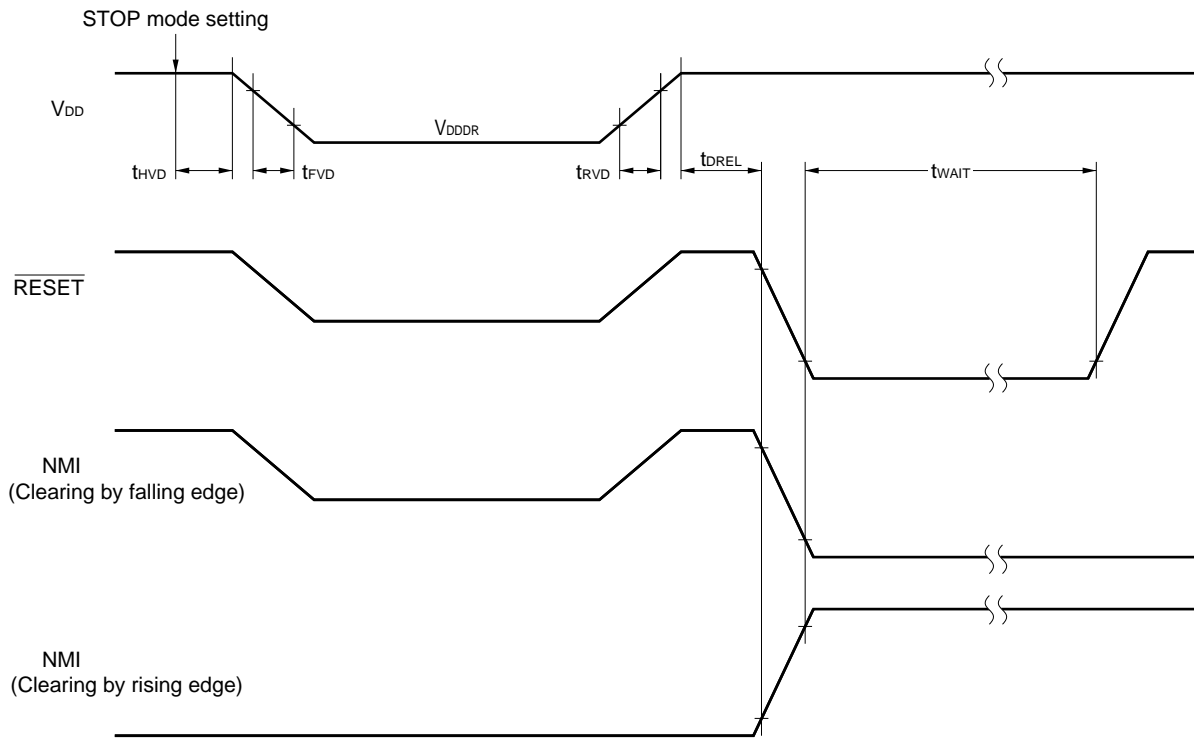 STOP mode setting
VDD
VDDDR
tHVD
tFVD
tRVD
tDREL
tWAIT
RESET
NMI
(Clearing by falling edge)
NMI
(Clearing by rising edge)